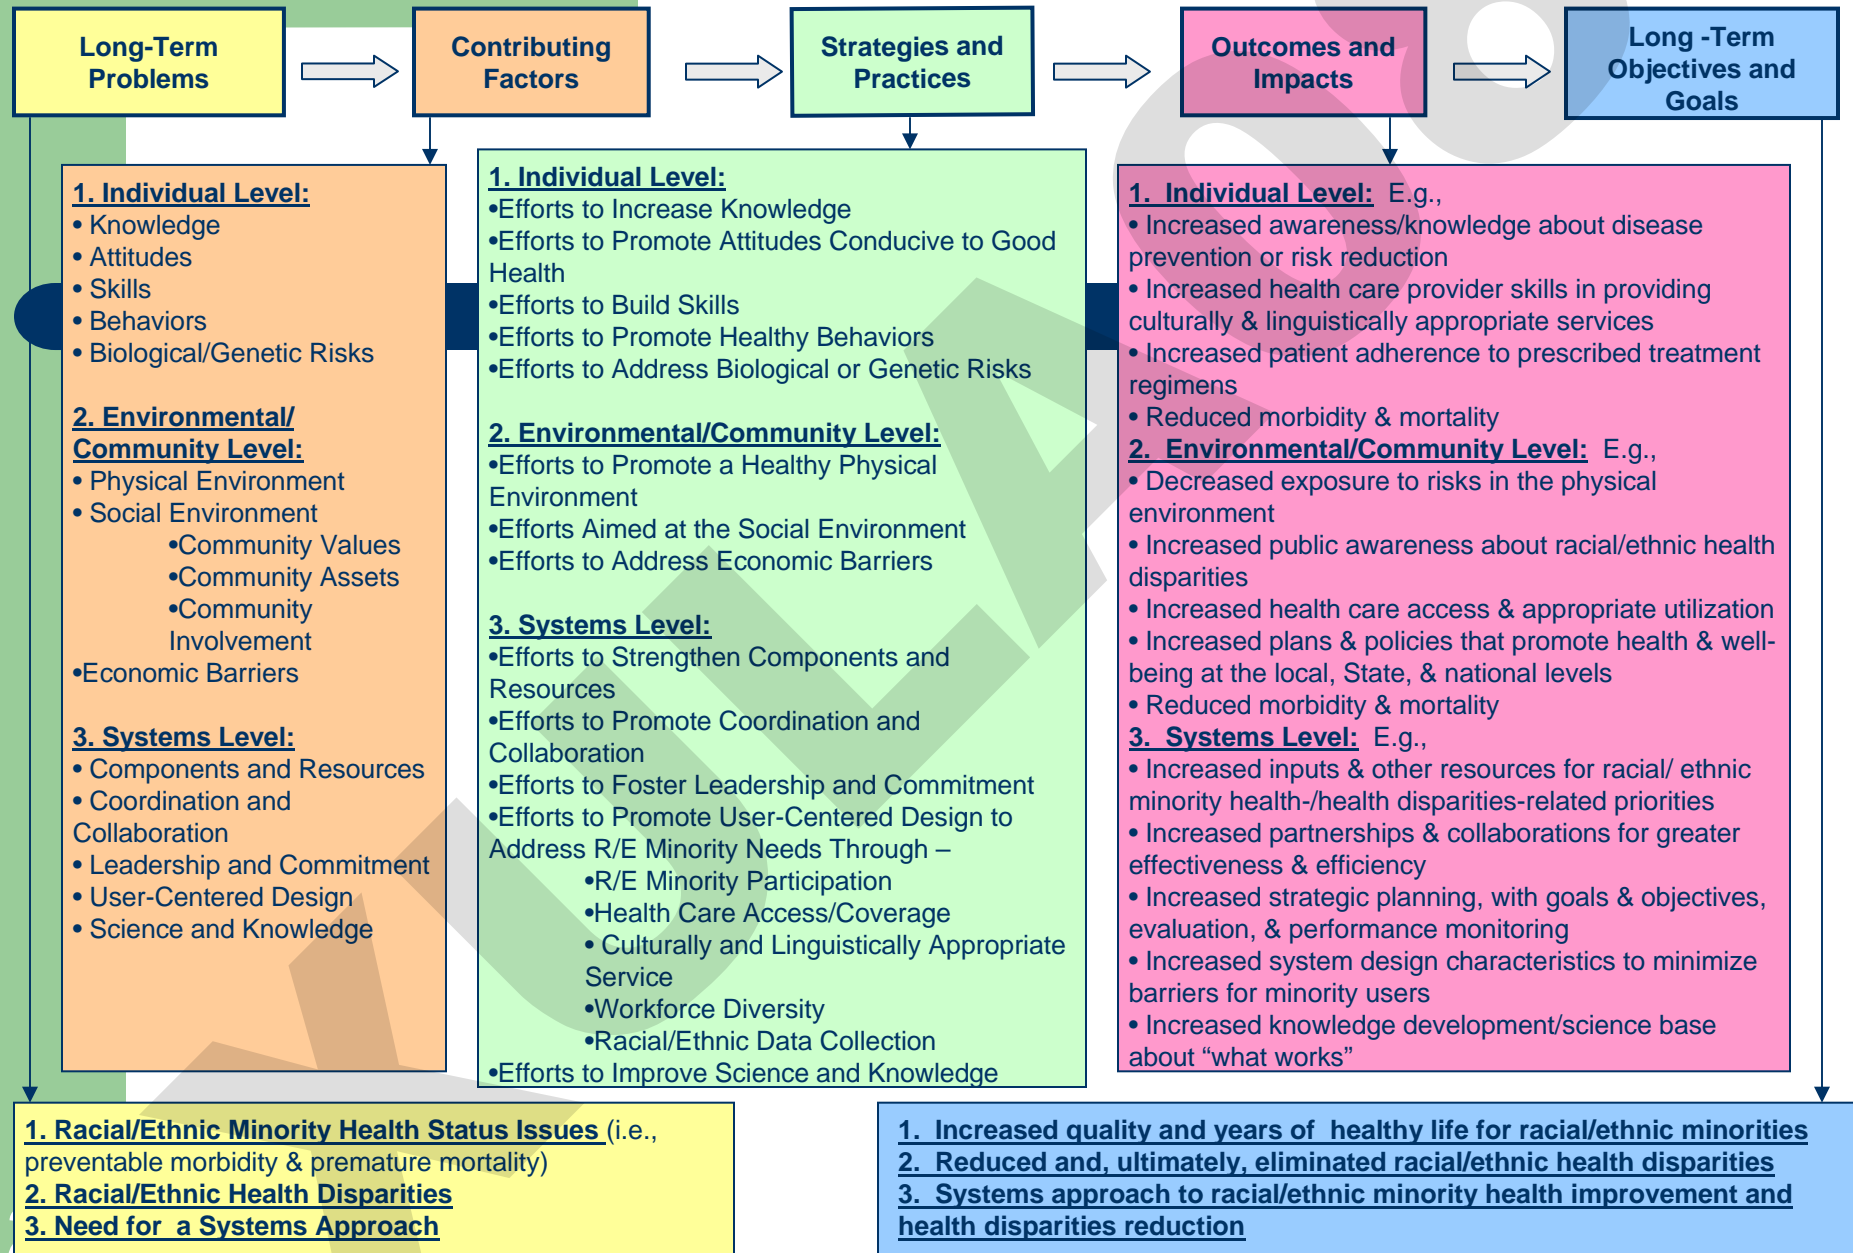 Long-Term
Problems
Contributing
Factors
Strategies and
Practices
Outcomes and
Impacts
Long -Term
Objectives and
Goals
1. Individual Level:
• Knowledge
• Attitudes
• Skills
• Behaviors
• Biological/Genetic Risks
2. Environmental/
Community Level:
• Physical Environment
• Social Environment
•Community Values
•Community Assets
•Community
Involvement
•Economic Barriers
3. Systems Level:
• Components and Resources
• Coordination and
Collaboration
• Leadership and Commitment
• User-Centered Design
• Science and Knowledge
1. Individual Level:
•Efforts to Increase Knowledge
•Efforts to Promote Attitudes Conducive to Good
Health
•Efforts to Build Skills
•Efforts to Promote Healthy Behaviors
•Efforts to Address Biological or Genetic Risks
2. Environmental/Community Level:
•Efforts to Promote a Healthy Physical
Environment
•Efforts Aimed at the Social Environment
•Efforts to Address Economic Barriers
3. Systems Level:
•Efforts to Strengthen Components and
Resources
•Efforts to Promote Coordination and
Collaboration
•Efforts to Foster Leadership and Commitment
•Efforts to Promote User-Centered Design to
Address R/E Minority Needs Through –
•R/E Minority Participation
•Health Care Access/Coverage
• Culturally and Linguistically Appropriate
Service
•Workforce Diversity
•Racial/Ethnic Data Collection
•Efforts to Improve Science and Knowledge
1. Individual Level: E.g.,
• Increased awareness/knowledge about disease
prevention or risk reduction
• Increased health care provider skills in providing
culturally & linguistically appropriate services
• Increased patient adherence to prescribed treatment
regimens
• Reduced morbidity & mortality
2. Environmental/Community Level: E.g.,
• Decreased exposure to risks in the physical
environment
• Increased public awareness about racial/ethnic health
disparities
• Increased health care access & appropriate utilization
• Increased plans & policies that promote health & well-
being at the local, State, & national levels
• Reduced morbidity & mortality
3. Systems Level: E.g.,
• Increased inputs & other resources for racial/ ethnic
minority health-/health disparities-related priorities
• Increased partnerships & collaborations for greater
effectiveness & efficiency
• Increased strategic planning, with goals & objectives,
evaluation, & performance monitoring
• Increased system design characteristics to minimize
barriers for minority users
• Increased knowledge development/science base
about “what works”
1. Racial/Ethnic Minority Health Status Issues (i.e.,
preventable morbidity & premature mortality)
2. Racial/Ethnic Health Disparities
3. Need for a Systems Approach
1. Increased quality and years of healthy life for racial/ethnic minorities
2. Reduced and, ultimately, eliminated racial/ethnic health disparities
3. Systems approach to racial/ethnic minority health improvement and
health disparities reduction